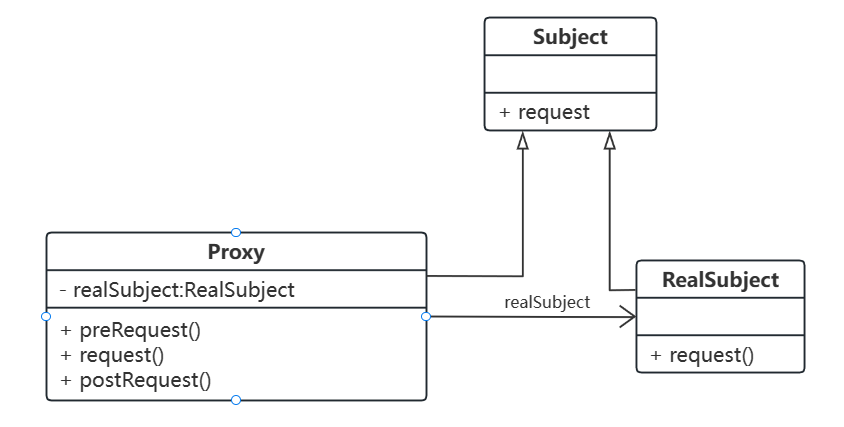 Subject
+ request
Proxy
- realSubject:RealSubject
+ preRequest()
+ request()
+ postRequest()
realSubject
RealSubject
+ request()